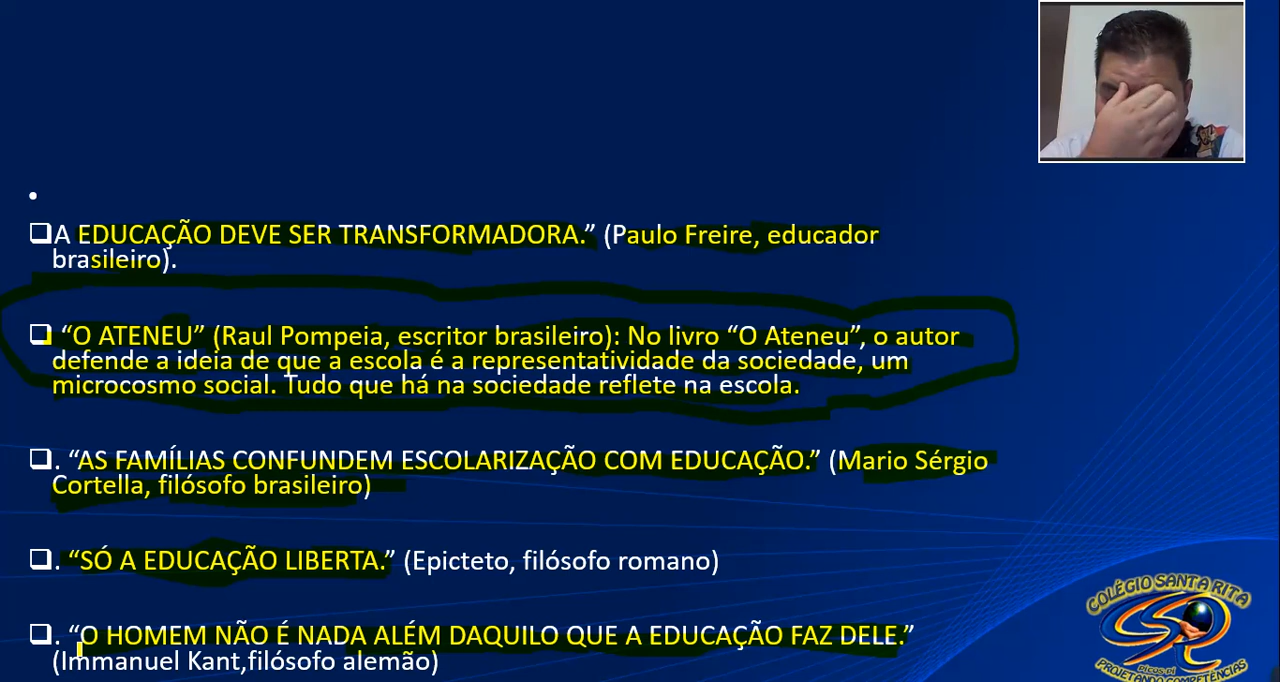 A EDUCAÇÃO DEVE SER TRANSFORMADORA.” (Paulo Freire, educador
brasileiro).
“O ATENEU” (Raul Pompeia, escritor brasileiro): No livro “O Ateneu”, o autor
defende a ideia de que a escola é a representatividade da sociedade, um
microcosmo social. Tudo que há na sociedade reflete na escola.
. “AS FAMÍLIAS CONFUNDEM ESCOLARIZAÇÃO COM EDUCAÇÃO.” (Mario Sérgio
Cortella, filósofo brasileiro)
. “SÓ A EDUCAÇÃO LIBERTA.” (Epicteto, filósofo romano)
. “O HOMEM NÃO É NADA ALÉM DAQUILO QUE A EDUCAÇÃO FAZ DELE.”
(Immanuel Kant,filósofo alemão)
COLÉGIO SANTA RITA
PROJETANDO COMPETÊNCIAS